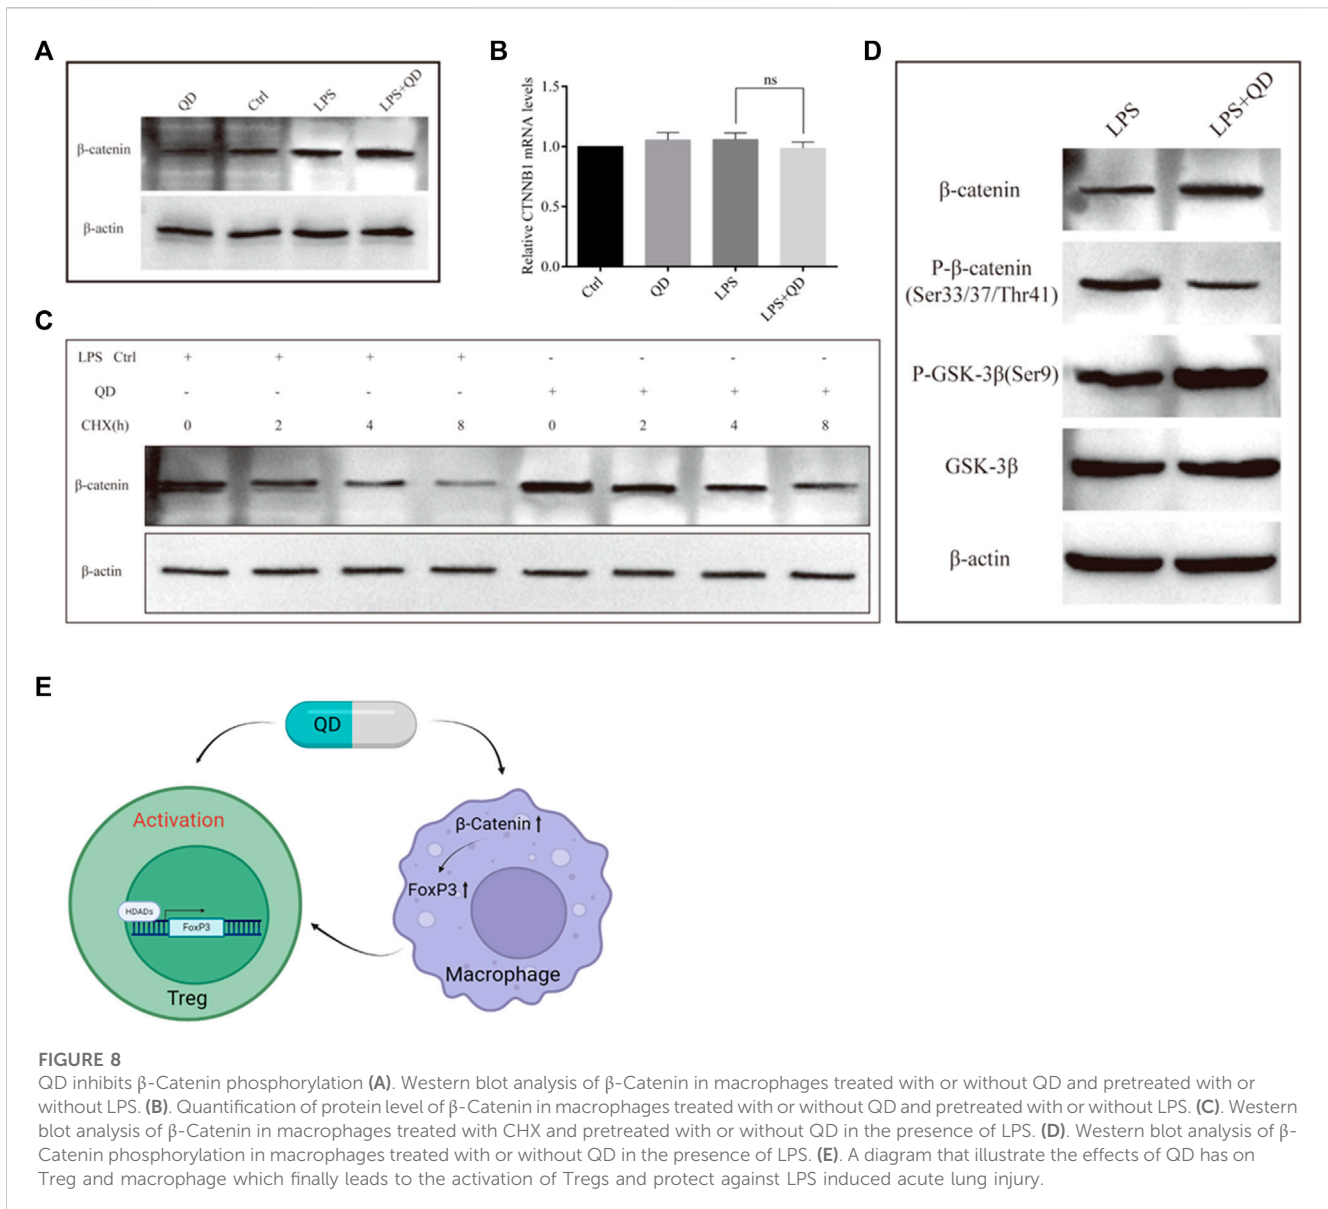 A
QD Ctrl LPS LPS+QD
β-catenin
β-actin
B
Relative CTNNB1 mRNA levels
1.5
1.0
0.5
0.0
ns
Ctrl QD LPS LPS+QD
C
LPS Ctrl + + + + - - - -
QD - - - - + + + +
CHX(h) 0 2 4 8 0 2 4 8
β-catenin
β-actin
D
LPS LPS+QD
β-catenin
P-β-catenin
(Ser33/37/Thr41)
P-GSK-3β(Ser9)
GSK-3β
β-actin
E
QD
Activation
HDADs
FoxP3
Treg
β-Catenin ↑
FoxP3 ↑
Macrophage
FIGURE 8
QD inhibits β-Catenin phosphorylation (A). Western blot analysis of β-Catenin in macrophages treated with or without QD and pretreated with or
without LPS. (B). Quantification of protein level of β-Catenin in macrophages treated with or without QD and pretreated with or without LPS. (C). Western
blot analysis of β-Catenin in macrophages treated with CHX and pretreated with or without QD in the presence of LPS. (D). Western blot analysis of β-
Catenin phosphorylation in macrophages treated with or without QD in the presence of LPS. (E). A diagram that illustrate the effects of QD has on
Treg and macrophage which finally leads to the activation of Tregs and protect against LPS induced acute lung injury.